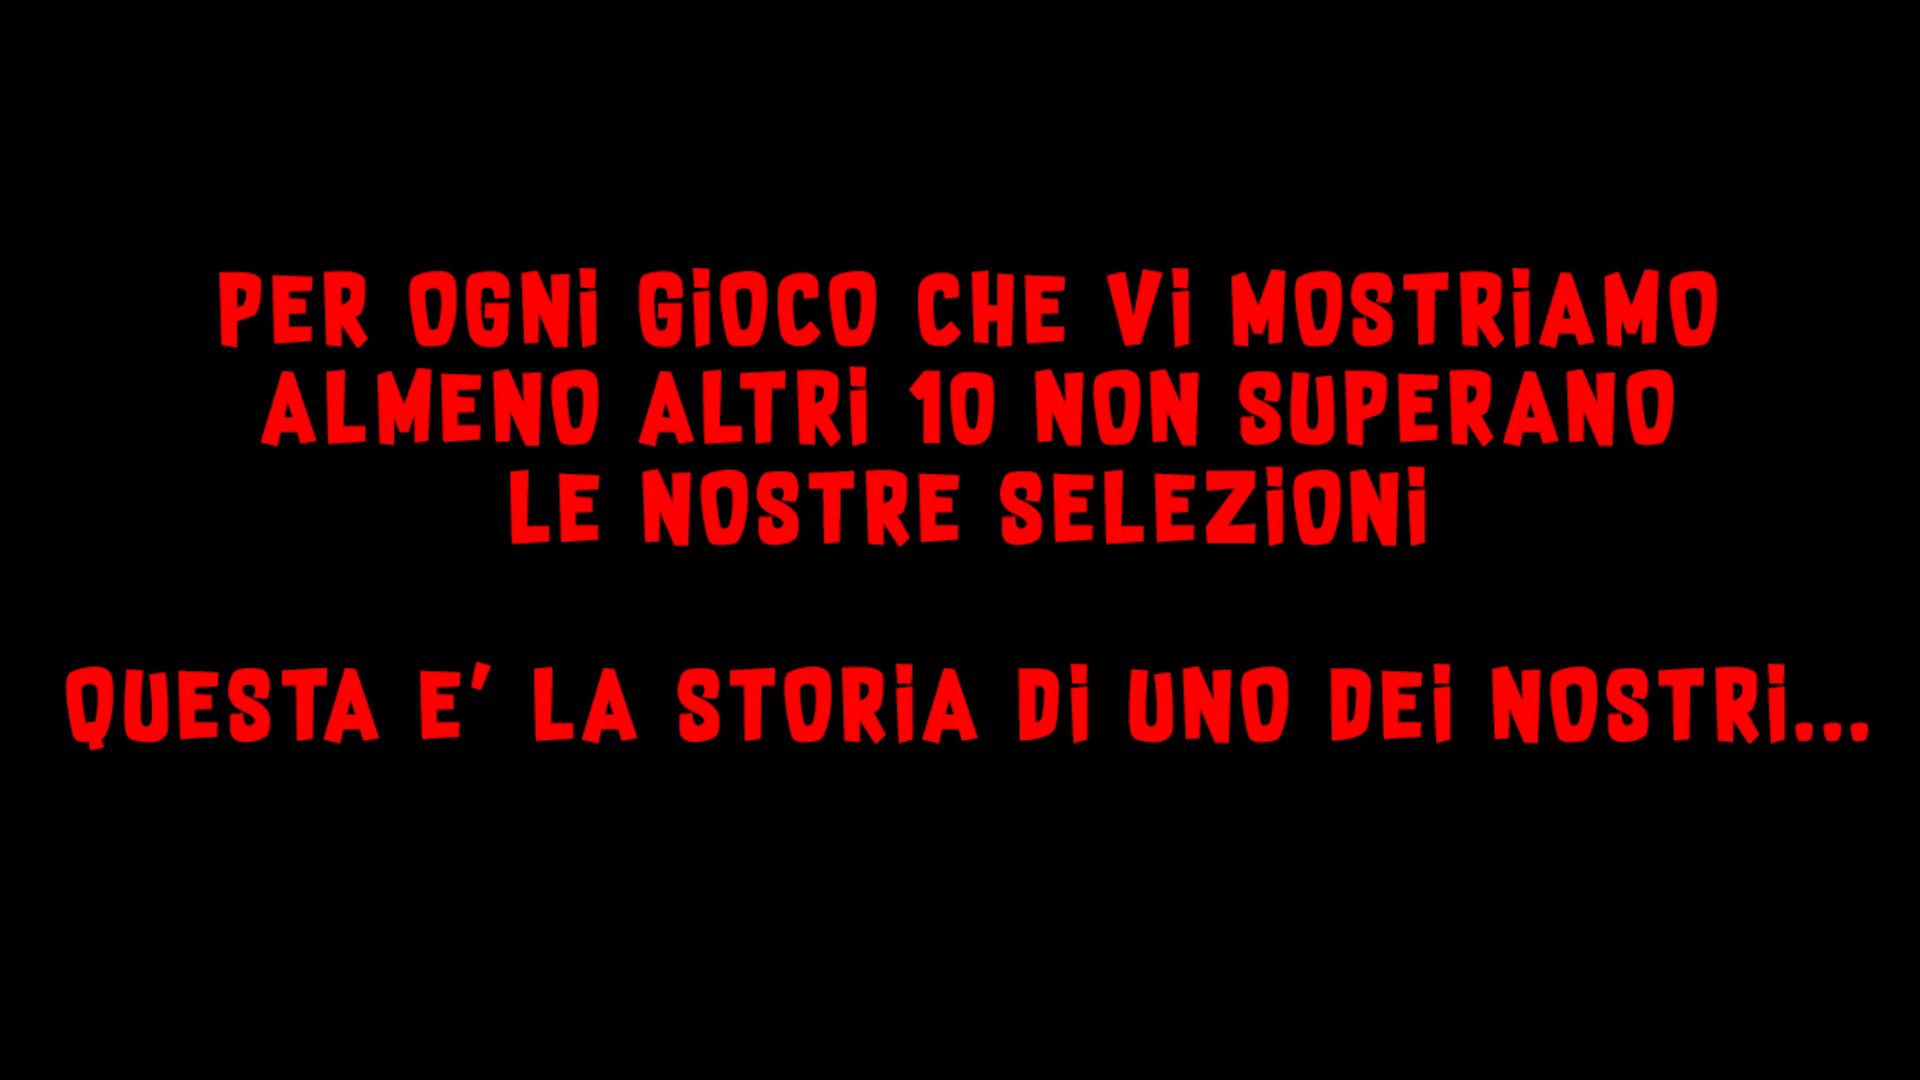 PER OGNI GIOCO CHE VI MOSTRIAMO
ALMENO ALTRI 10 NON SUPERANO
LE NOSTRE SELEZIONI
QUESTA E' LA STORIA DI UNO DEI NOSTRI...